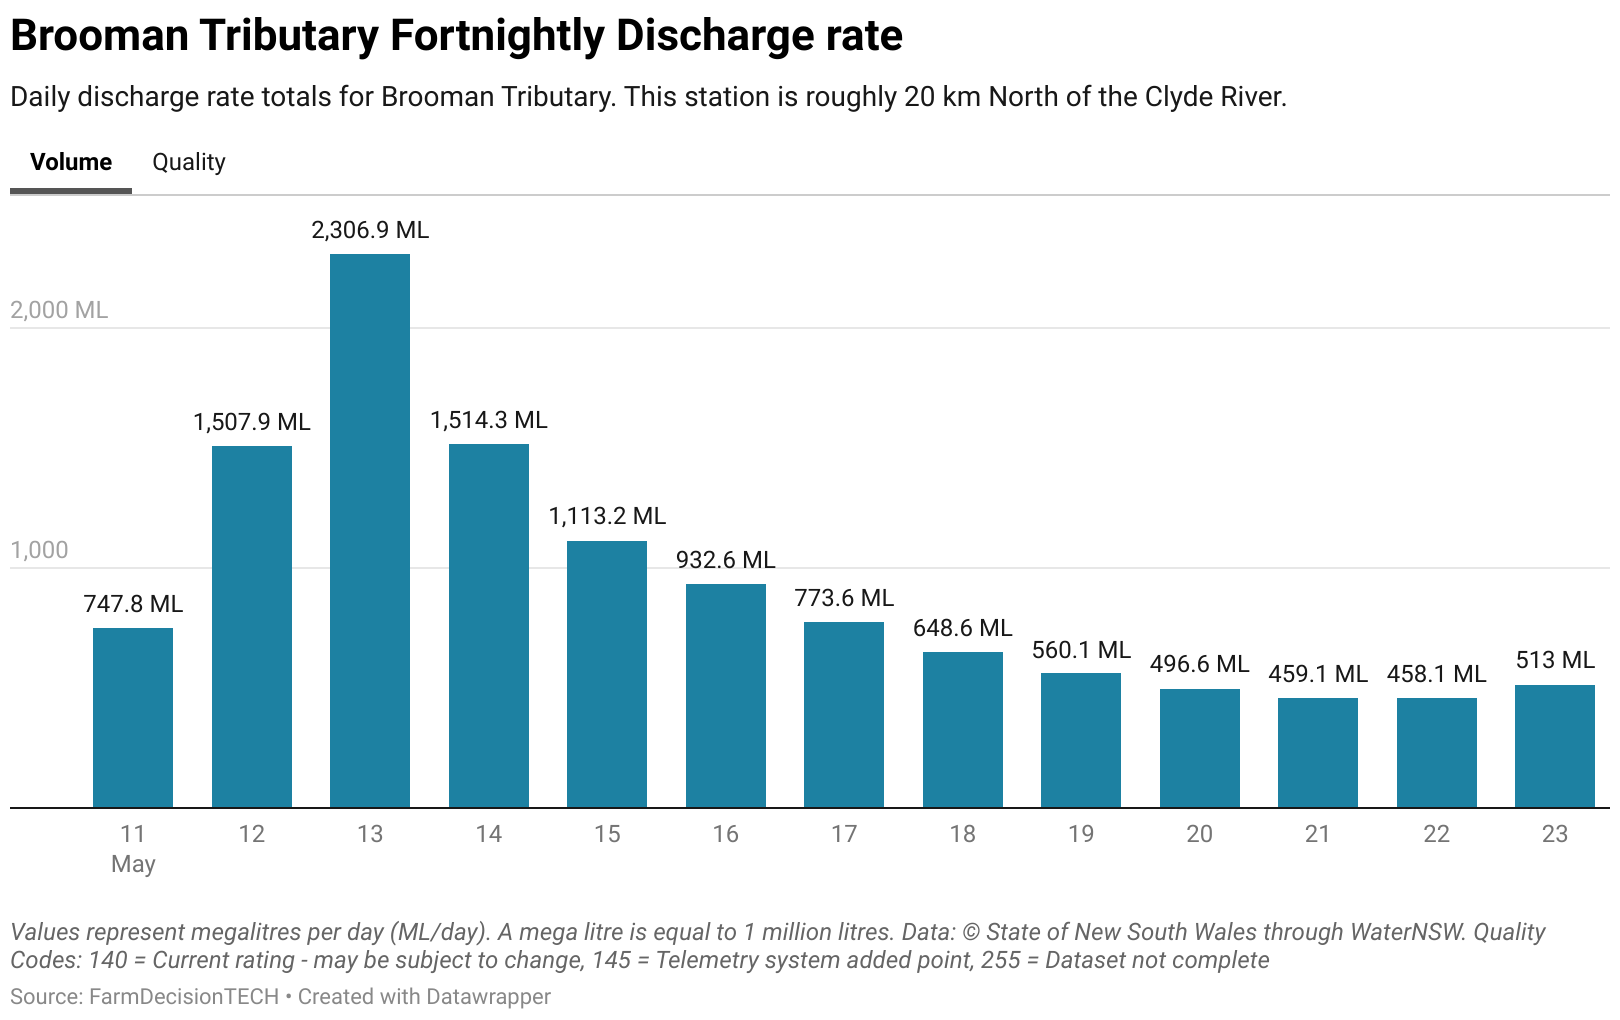 Brooman Tributary Fortnightly Discharge rate
Daily discharge rate totals for Brooman Tributary. This station is roughly 20 km North of the Clyde River.
Volume Quality
2,306.9 ML
2,000 ML
1,507.9 ML
1,514.3 ML
1,113.2 ML
1,000
932.6 ML
747.8 ML
773.6 ML
648.6 ML
560.1 ML
496.6 ML
459.1 ML
458.1 ML
513 ML
11 12 13 14 15 16 17 18 19 20 21 22 23
May
Values represent megalitres per day (ML/day). A mega litre is equal to 1 million litres. Data: © State of New South Wales through WaterNSW. Quality
Codes: 140 = Current rating - may be subject to change, 145 = Telemetry system added point, 255 = Dataset not complete
Source: FarmDecisionTECH • Created with Datawrapper